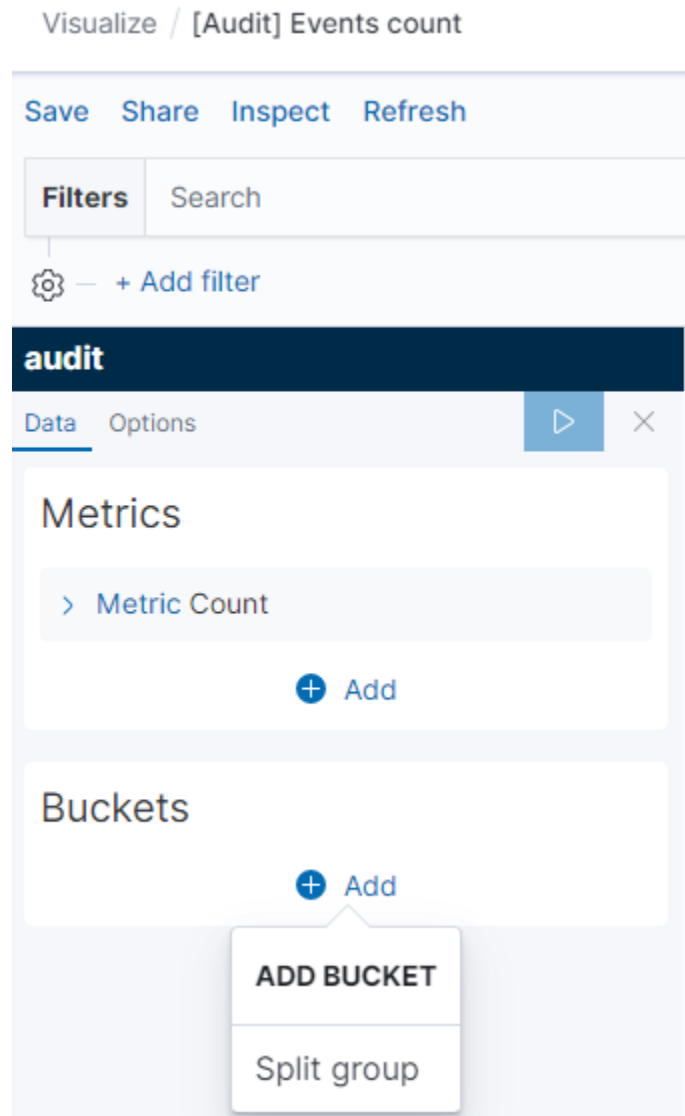 Visualize / [Audit] Events count
Save Share Inspect Refresh
Filters Search
+ Add filter
audit
Data Options
Metrics
Metric Count
Add
Buckets
Add
ADD BUCKET
Split group